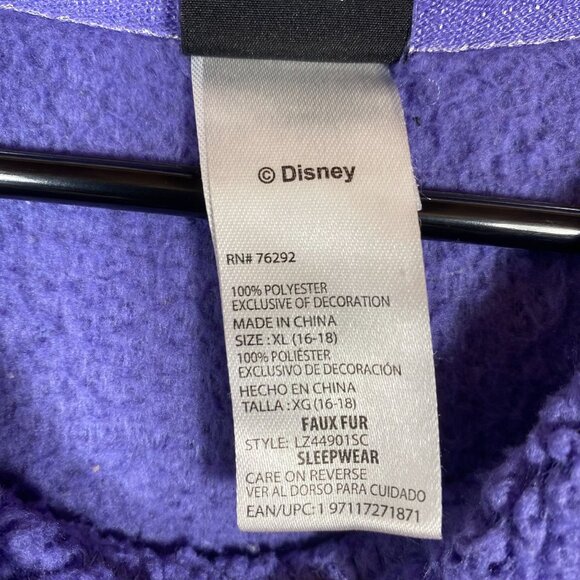 © Disney
RN# 76292
100% POLYESTER
EXCLUSIVE OF DECORATION
MADE IN CHINA
SIZE : XL (16-18)
100% POLIÉSTER
EXCLUSIVO DE DECORACIÓN
HECHO EN CHINA
TALLA : XG (16-18)
FAUX FUR
STYLE: LZ44901SC
SLEEPWEAR
CARE ON REVERSE
VER AL DORSO PARA CUIDADO
EAN/UPC: 1 97117271871